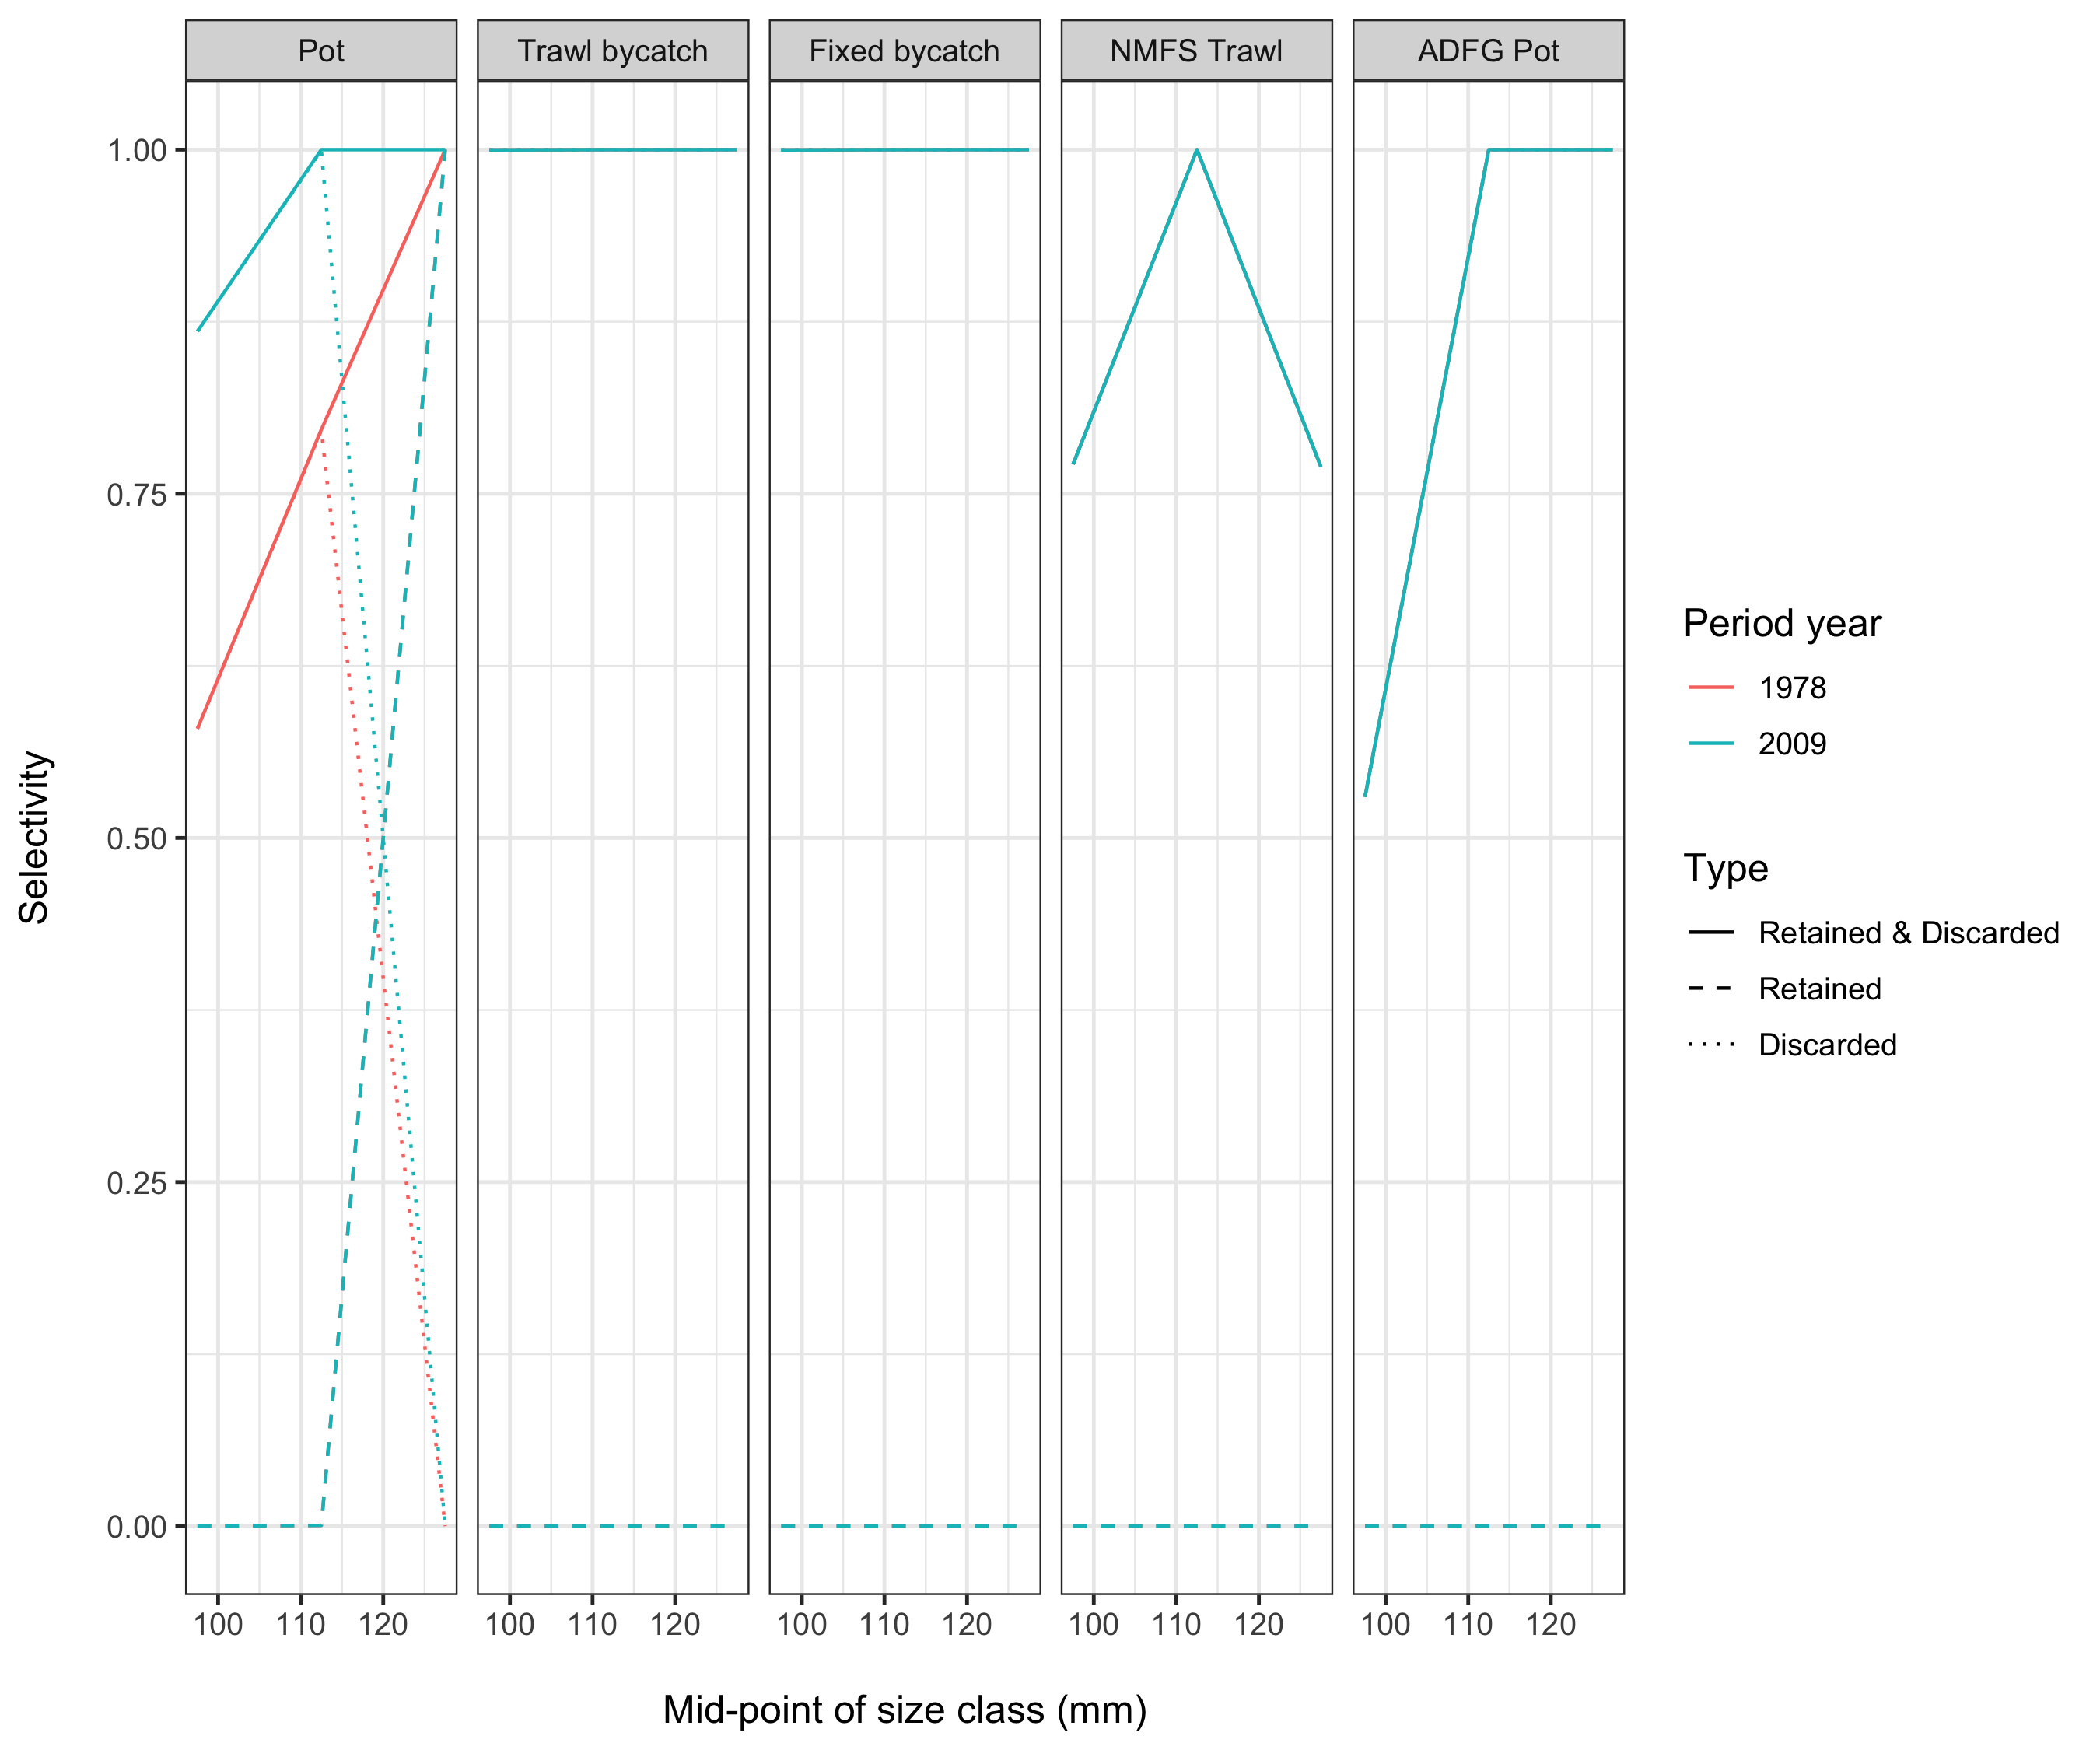 Pot Trawl bycatch Fixed bycatch NMFS Trawl ADFG Pot
1.00
0.75
0.50
0.25
0.00
Selectivity
100 110 120 100 110 120 100 110 120 100 110 120 100 110 120
Mid-point of size class (mm)
Period year
1978
2009
Type
Retained & Discarded
Retained
Discarded